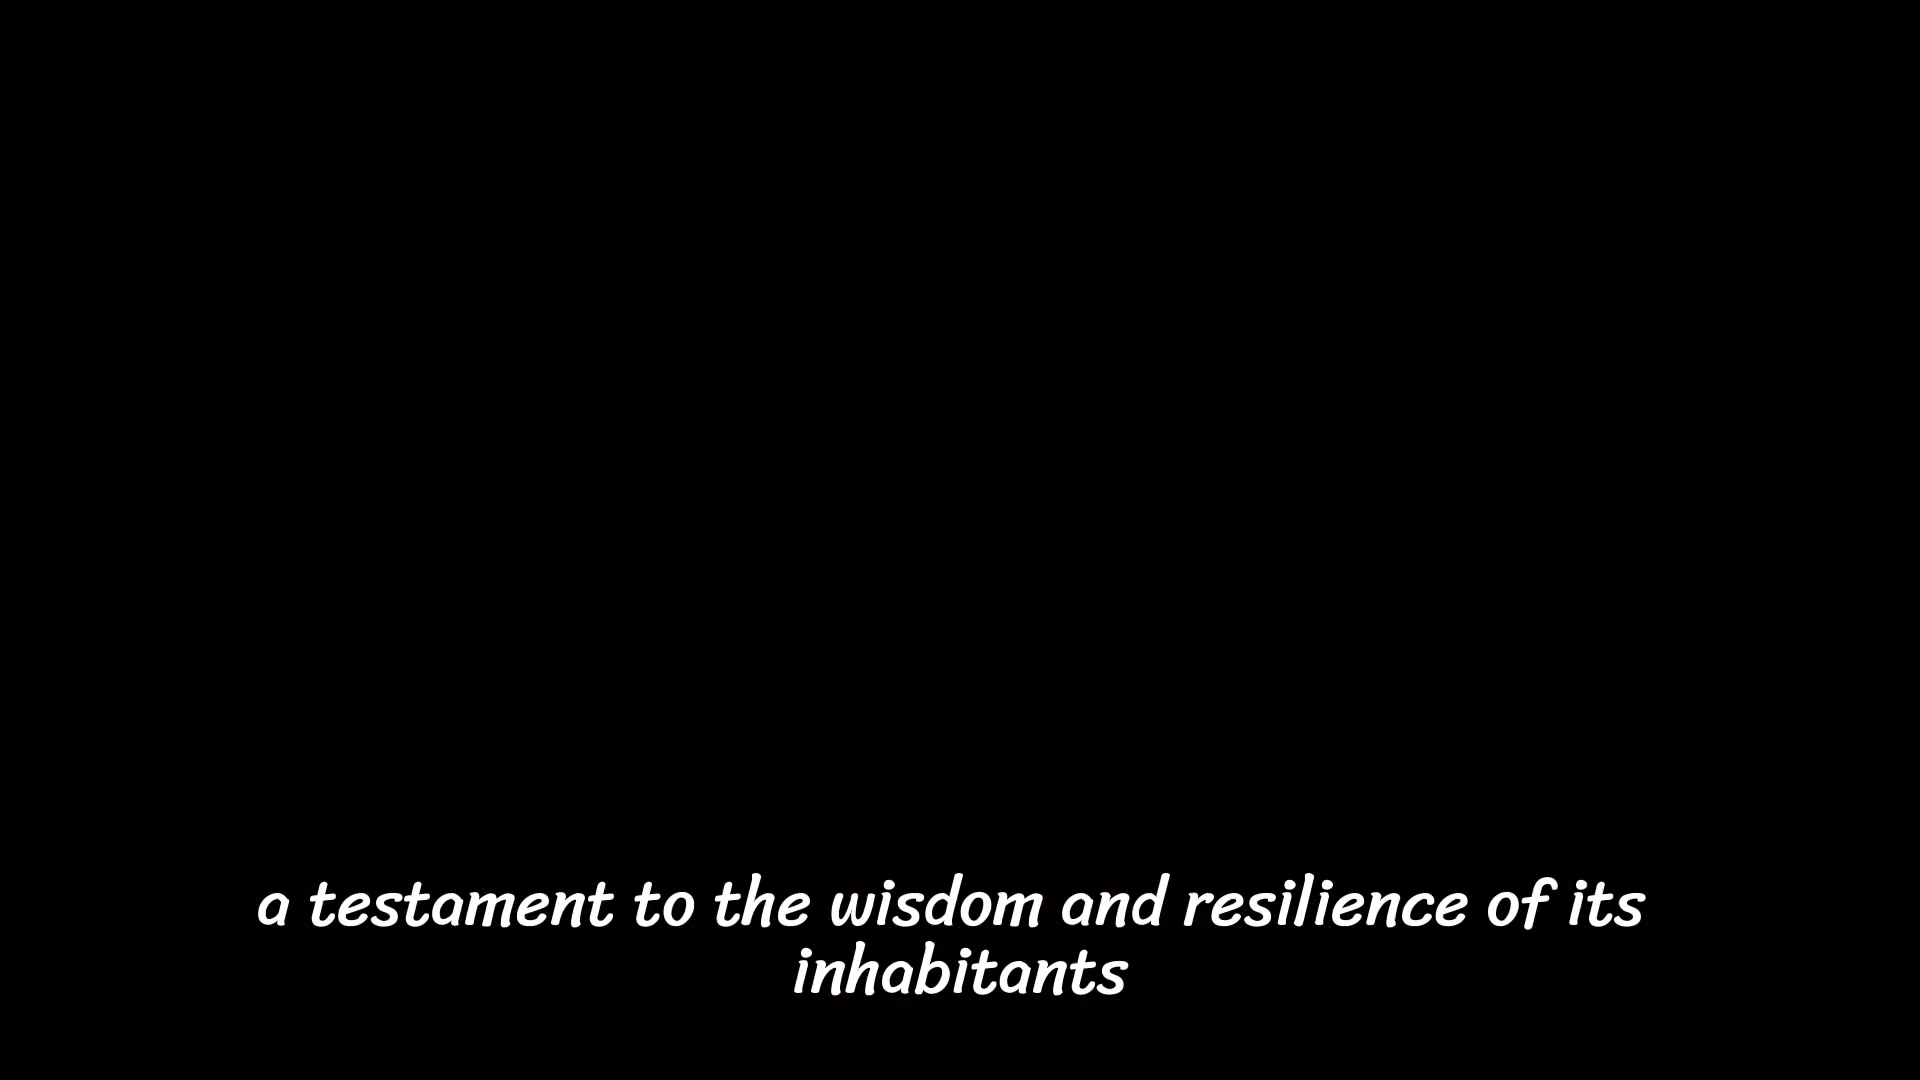 a testament to the wisdom and resilience of its
inhabitants